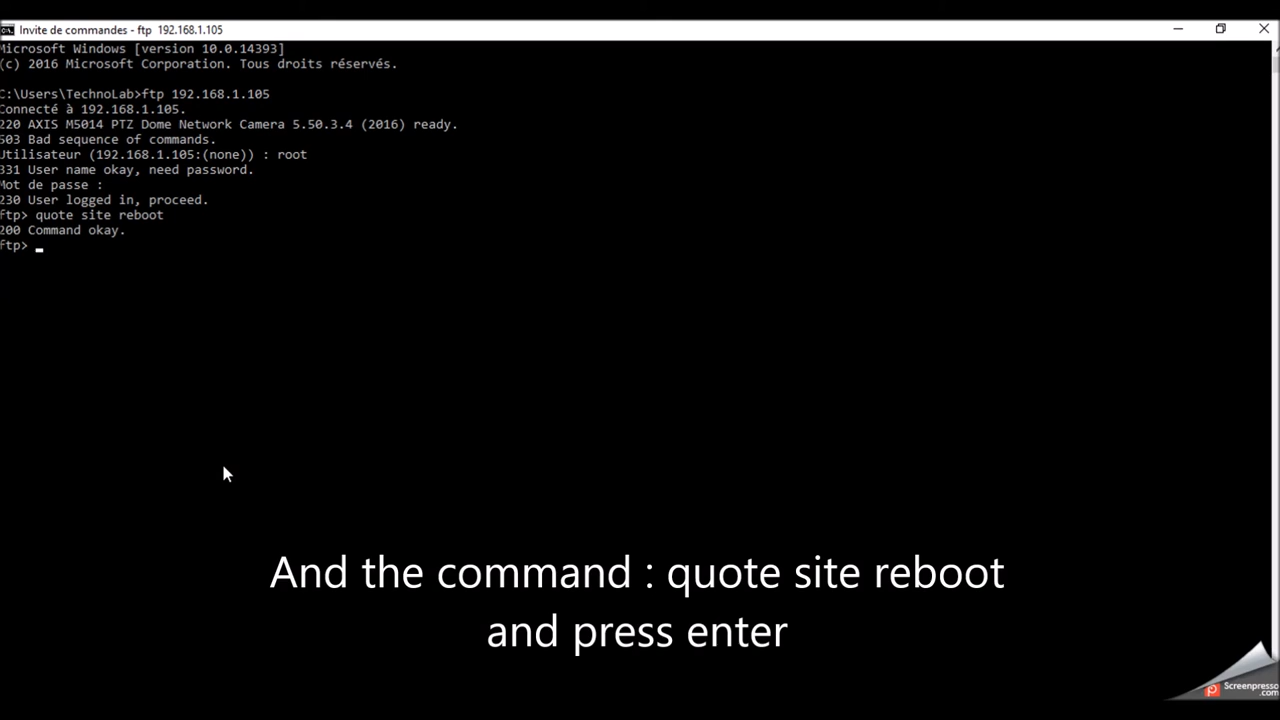 Invite de commandes - ftp 192.168.1.105
Microsoft Windows [version 10.0.14393]
(c) 2016 Microsoft Corporation. Tous droits réservés.
C:\Users\TechnoLab>ftp 192.168.1.105
Connecté à 192.168.1.105.
220 AXIS M5014 PTZ Dome Network Camera 5.50.3.4 (2016) ready.
503 Bad sequence of commands.
Utilisateur (192.168.1.105:(none)) : root
331 User name okay, need password.
Mot de passe :
230 User logged in, proceed.
ftp> quote site reboot
200 Command okay.
ftp>
And the command : quote site reboot
and press enter
Screenpresso
.com